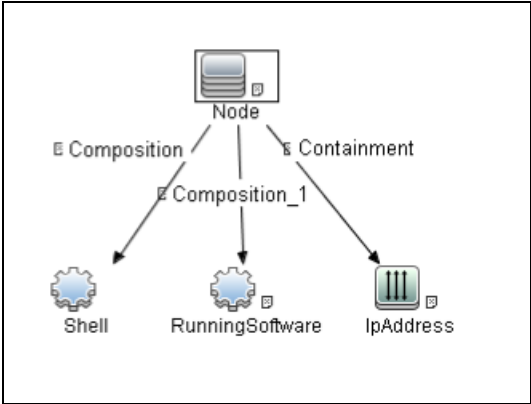 Node
Composition
Containment
Composition_1
Shell
RunningSoftware
IpAddress